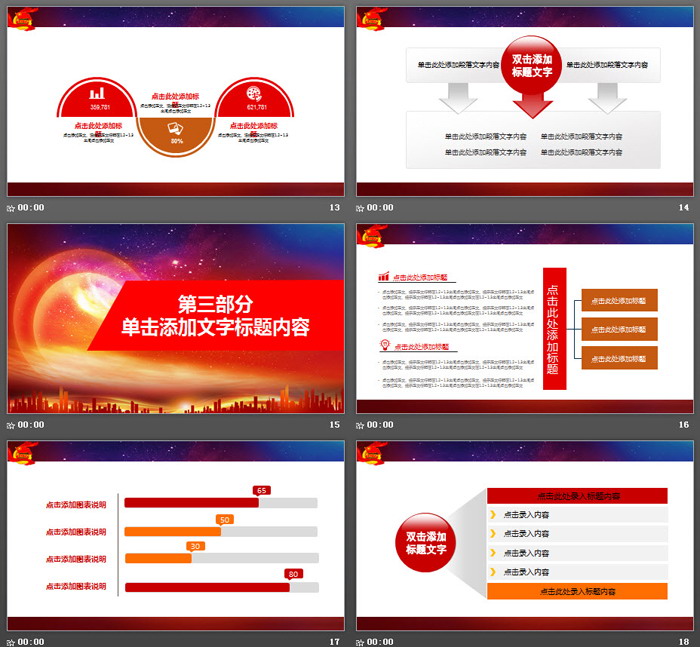 359,781
点击此处添加标
题
点击此处添加标
题
80%
621,781
点击此处添加标
题
00:00
13
单击此处添加段落文字内容
双击添加
标题文字
单击此处添加段落文字内容
单击此处添加段落文字内容
单击此处添加段落文字内容
单击此处添加段落文字内容
单击此处添加段落文字内容
00:00
14
第三部分
单击添加文字标题内容
00:00
15
点击此处添加标题
点击此处添加标题
点击此处添加标题
点击此处添加标题
点击此处添加标题
点击此处添加标题
00:00
16
点击添加图表说明
65
点击添加图表说明
50
点击添加图表说明
30
点击添加图表说明
80
00:00
17
双击添加
标题文字
点击此处录入标题内容
点击录入内容
点击录入内容
点击录入内容
点击录入内容
点击此处录入标题内容
00:00
18